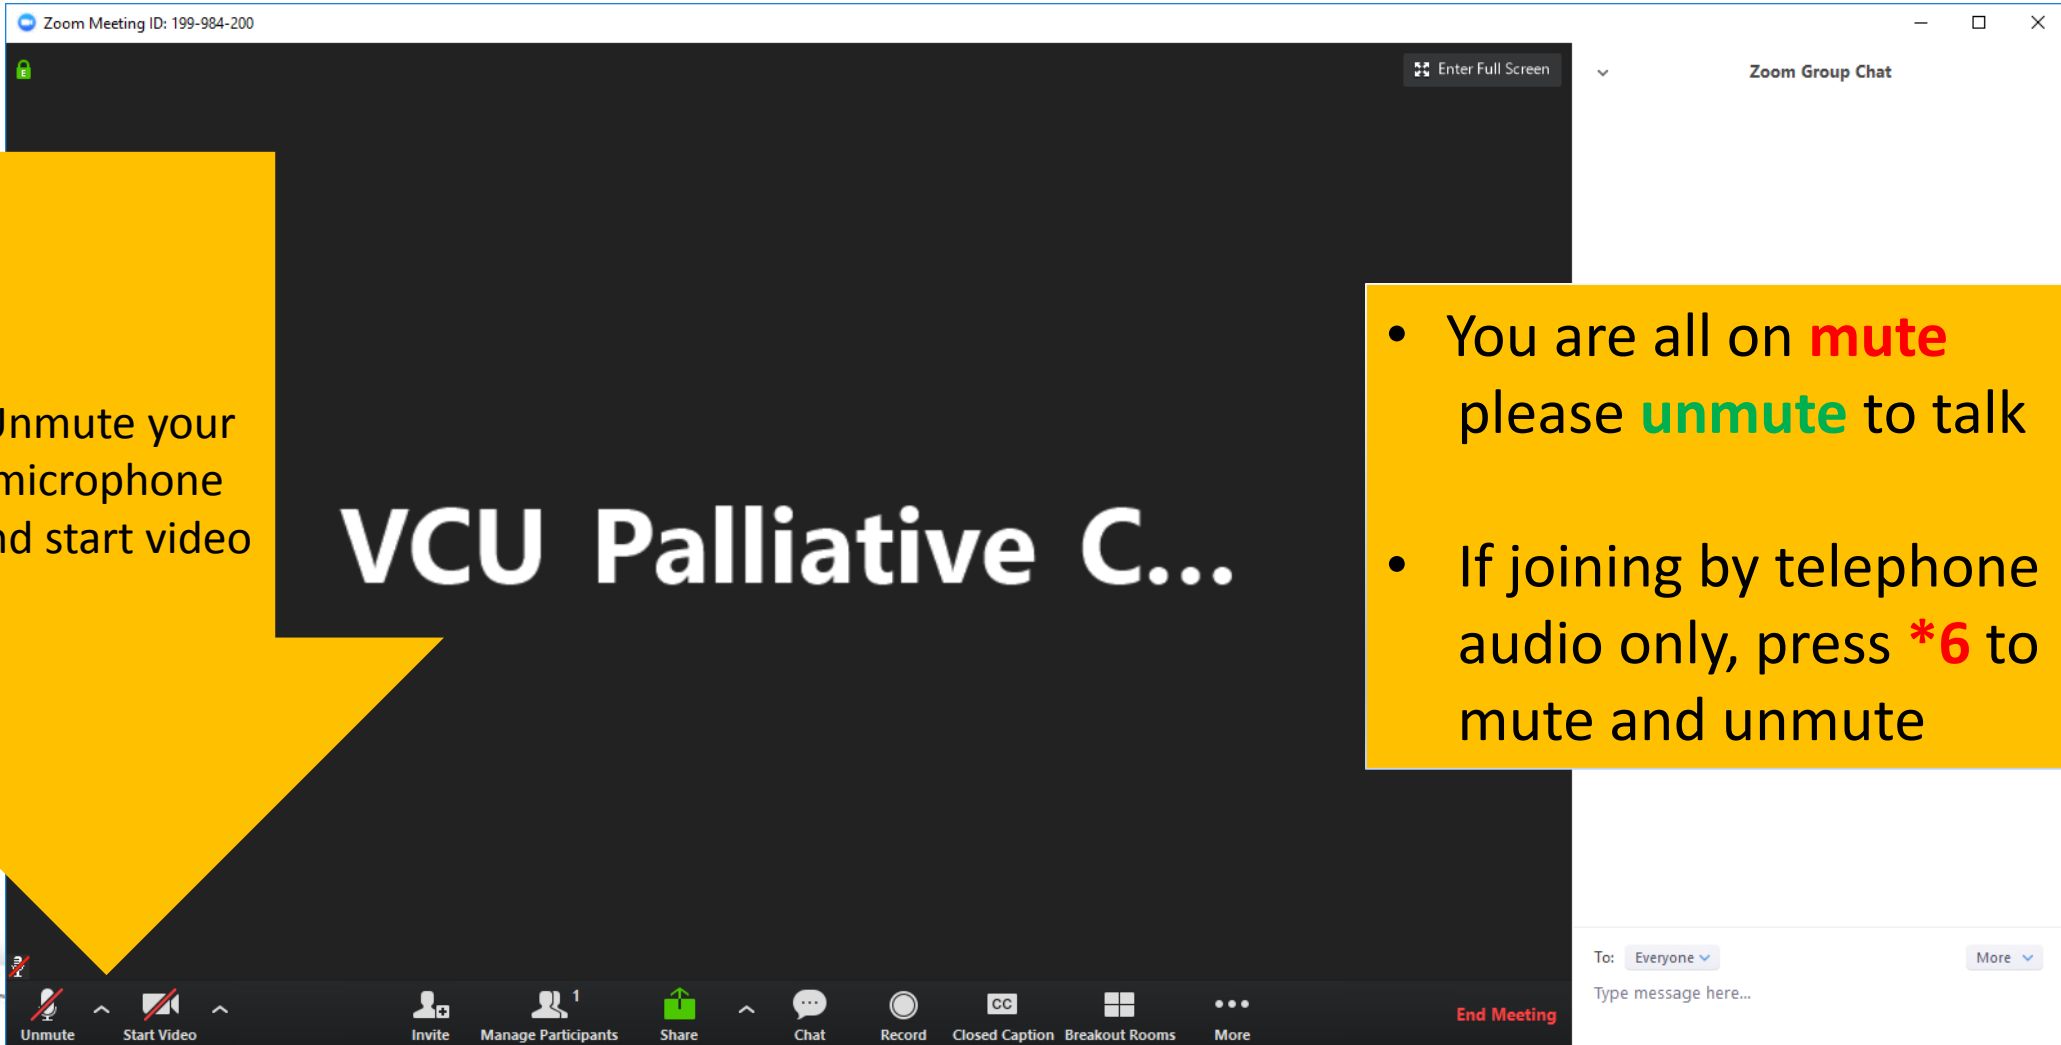 Zoom Meeting ID: 199-984-200
Enter Full Screen
Zoom Group Chat
your
microphone
start video
VCU Palliative C...
• You are all on mute
please unmute to talk
• If joining by telephone
audio only, press *6 to
mute and unmute
To: Everyone
More
Type message here...
Unmute
Start Video
Invite
1
Manage Participants
Share
Chat
Record
CC
Closed Caption
Breakout Rooms
More
End Meeting